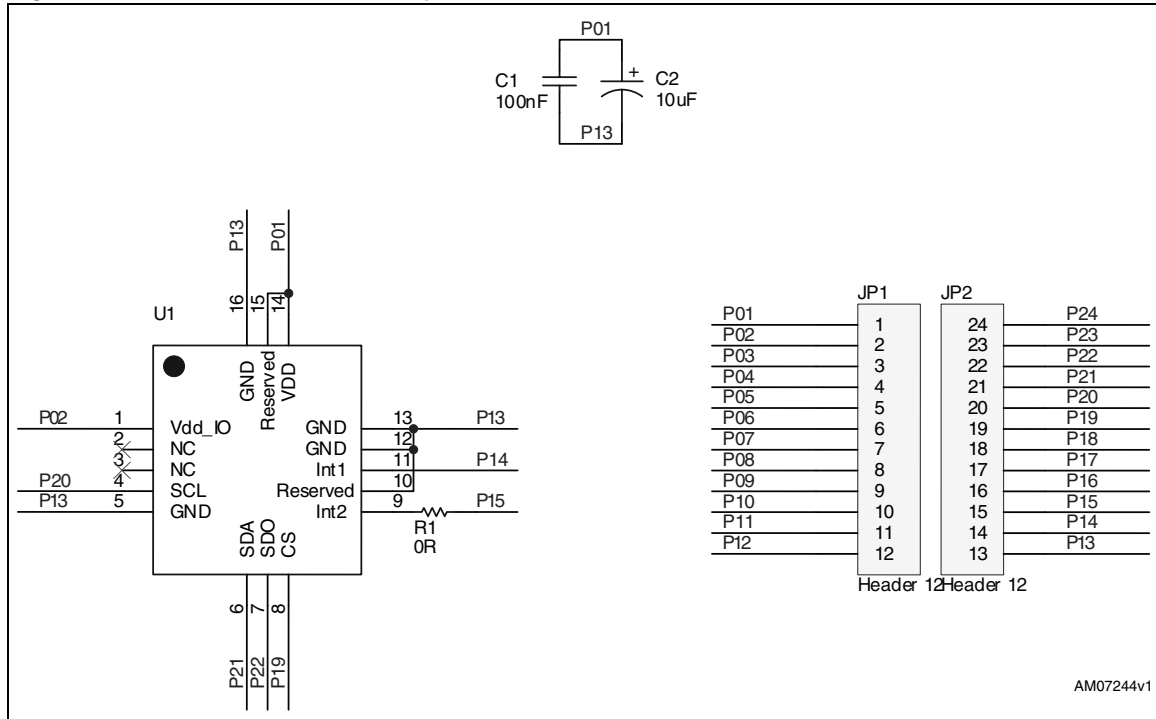 P01
C1
100nF
+
C2
10uF
P13
P13
P01
16
15
14
U1
GND
Reserved
VDD
P02
1
Vdd_IO
2
NC
3
NC
P20
4
SCL
P13
5
GND
GND
13
P13
GND
12
Int1
11
P14
Reserved
10
Int2
9
P15
R1
0R
SDA
SDO
CS
6
7
8
P21
P22
P19
JP1
P01 1
P02 2
P03 3
P04 4
P05 5
P06 6
P07 7
P08 8
P09 9
P10 10
P11 11
P12 12
Header 12
JP2
24 P24
23 P23
22 P22
21 P21
20 P20
19 P19
18 P18
17 P17
16 P16
15 P15
14 P14
13 P13
Header 12
AM07244v1